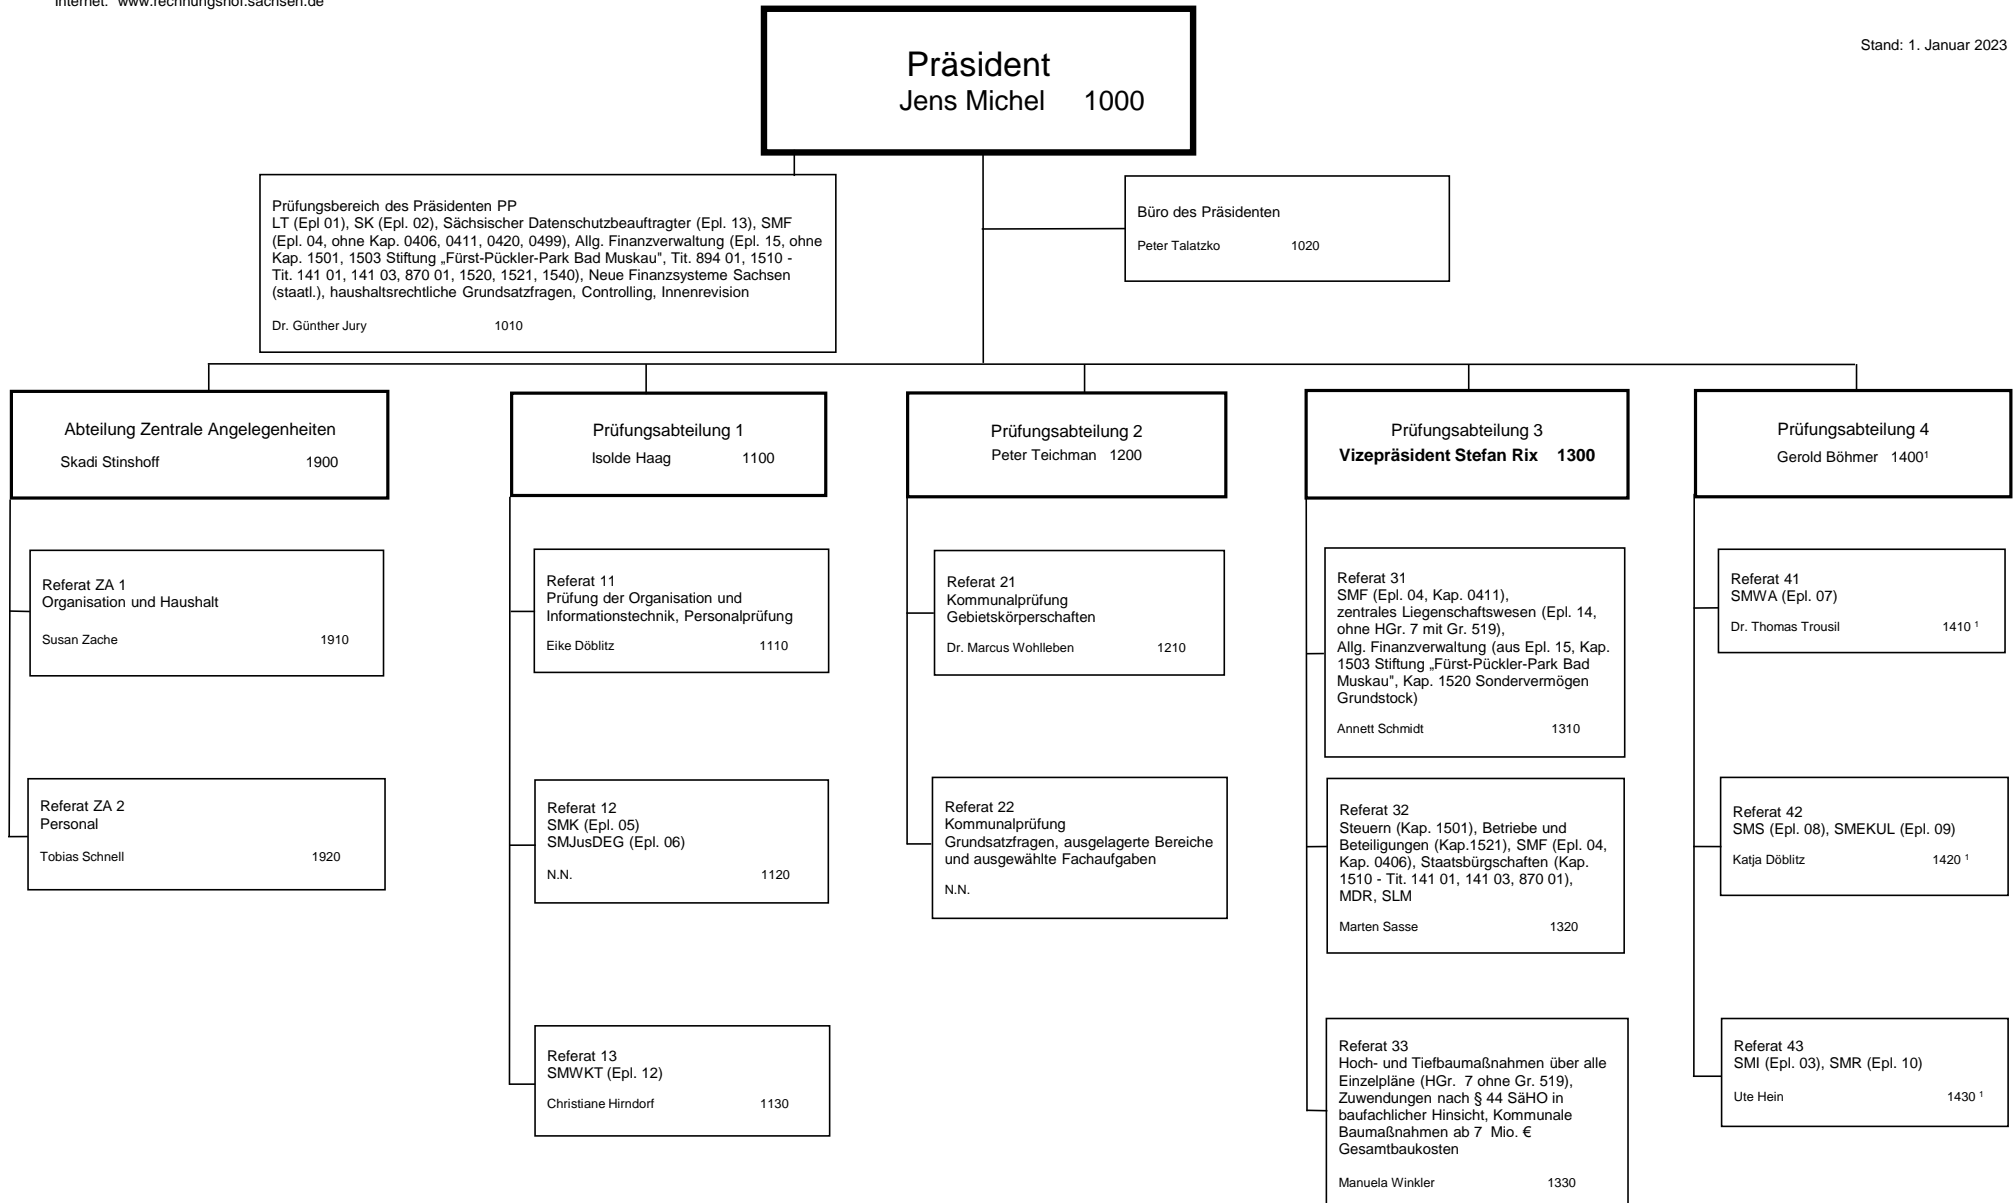 Internet: www.rechnungshof.sachsen.de
Stand: 1. Januar 2023
Präsident
Jens Michel 1000
Prüfungsbereich des Präsidenten PP
LT (Epl 01), SK (Epl. 02), Sächsischer Datenschutzbeauftragter (Epl. 13), SMF
(Epl. 04, ohne Kap. 0406, 0411, 0420, 0499), Allg. Finanzverwaltung (Epl. 15, ohne
Kap. 1501, 1503 Stiftung „Fürst-Pückler-Park Bad Muskau", Tit. 894 01, 1510 -
Tit. 141 01, 141 03, 870 01, 1520, 1521, 1540), Neue Finanzsysteme Sachsen
(staatl.), haushaltsrechtliche Grundsatzfragen, Controlling, Innenrevision
Dr. Günther Jury 1010
Büro des Präsidenten
Peter Talatzko 1020
Abteilung Zentrale Angelegenheiten
Skadi Stinshoff 1900
Referat ZA 1
Organisation und Haushalt
Susan Zache 1910
Referat ZA 2
Personal
Tobias Schnell 1920
Prüfungsabteilung 1
Isolde Haag 1100
Referat 11
Prüfung der Organisation und
Informationstechnik, Personalprüfung
Eike Döblitz 1110
Referat 12
SMK (Epl. 05)
SMJusDEG (Epl. 06)
N.N. 1120
Referat 13
SMWKT (Epl. 12)
Christiane Hirndorf 1130
Prüfungsabteilung 2
Peter Teichman 1200
Referat 21
Kommunalprüfung
Gebietskörperschaften
Dr. Marcus Wohlleben 1210
Referat 22
Kommunalprüfung
Grundsatzfragen, ausgelagerte Bereiche
und ausgewählte Fachaufgaben
N.N.
Prüfungsabteilung 3
Vizepräsident Stefan Rix 1300
Referat 31
SMF (Epl. 04, Kap. 0411),
zentrales Liegenschaftswesen (Epl. 14,
ohne HGr. 7 mit Gr. 519),
Allg. Finanzverwaltung (aus Epl. 15, Kap.
1503 Stiftung „Fürst-Pückler-Park Bad
Muskau", Kap. 1520 Sondervermögen
Grundstock)
Annett Schmidt 1310
Referat 32
Steuern (Kap. 1501), Betriebe und
Beteiligungen (Kap.1521), SMF (Epl. 04,
Kap. 0406), Staatsbürgschaften (Kap.
1510 - Tit. 141 01, 141 03, 870 01),
MDR, SLM
Marten Sasse 1320
Referat 33
Hoch- und Tiefbaumaßnahmen über alle
Einzelpläne (HGr. 7 ohne Gr. 519),
Zuwendungen nach § 44 SäHO in
baufachlicher Hinsicht, Kommunale
Baumaßnahmen ab 7 Mio. €
Gesamtbaukosten
Manuela Winkler 1330
Prüfungsabteilung 4
Gerold Böhmer 1400¹
Referat 41
SMWA (Epl. 07)
Dr. Thomas Trousil 1410 ¹
Referat 42
SMS (Epl. 08), SMEKUL (Epl. 09)
Katja Döblitz 1420 ¹
Referat 43
SMI (Epl. 03), SMR (Epl. 10)
Ute Hein 1430 ¹